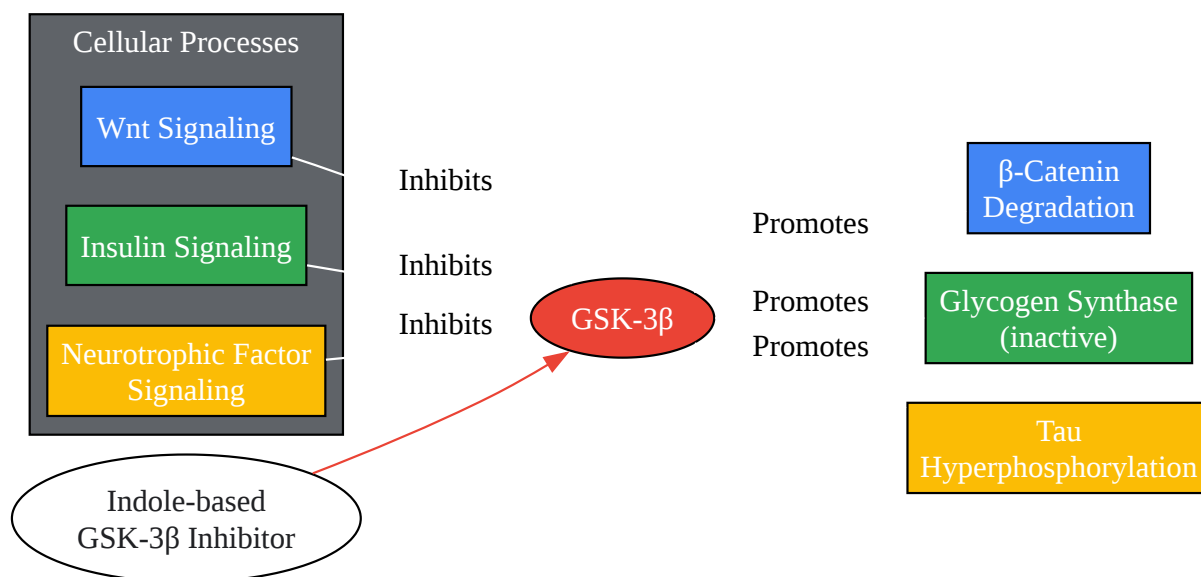 Cellular Processes
Wnt Signaling
Insulin Signaling
Neurotrophic Factor
Signaling
Indole-based
GSK-3β Inhibitor
Inhibits
Inhibits
Inhibits
GSK-3β
Promotes
Promotes
Promotes
β-Catenin
Degradation
Glycogen Synthase
(inactive)
Tau
Hyperphosphorylation